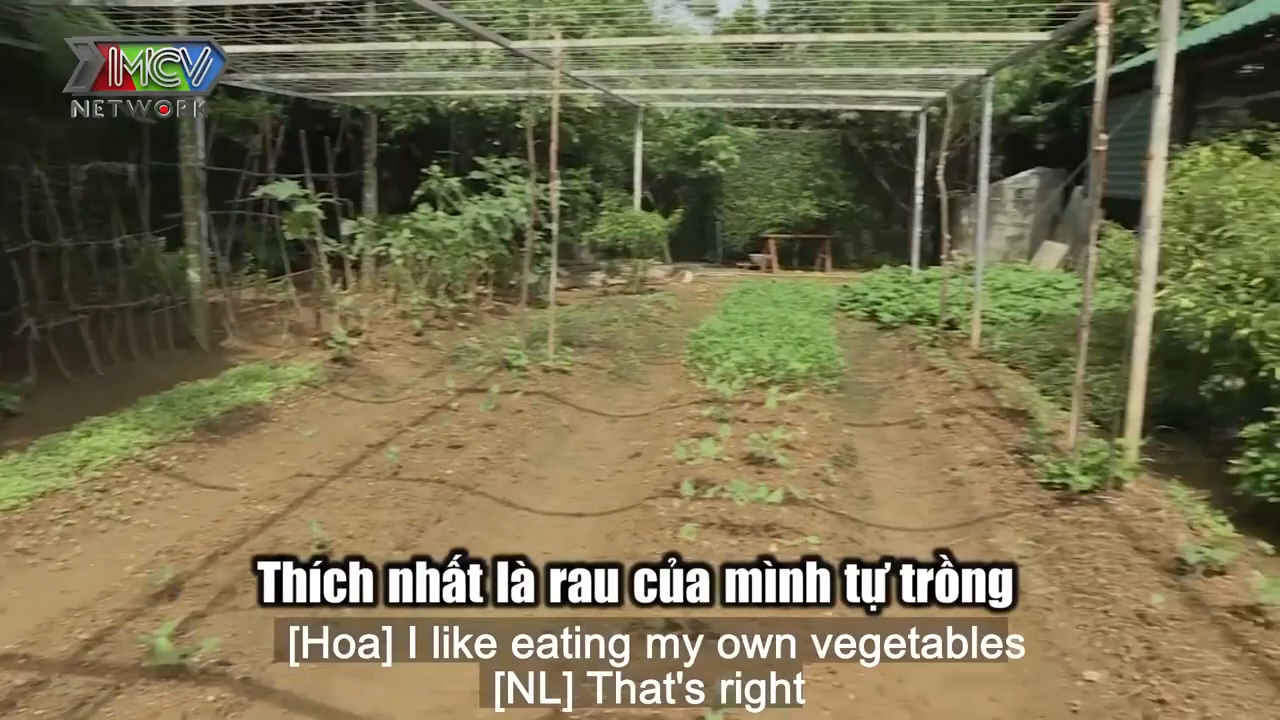 MCV
NETWORK
Thích nhất là rau của mình tự trồng
[Hoa] I like eating my own vegetables
[NL] That's right